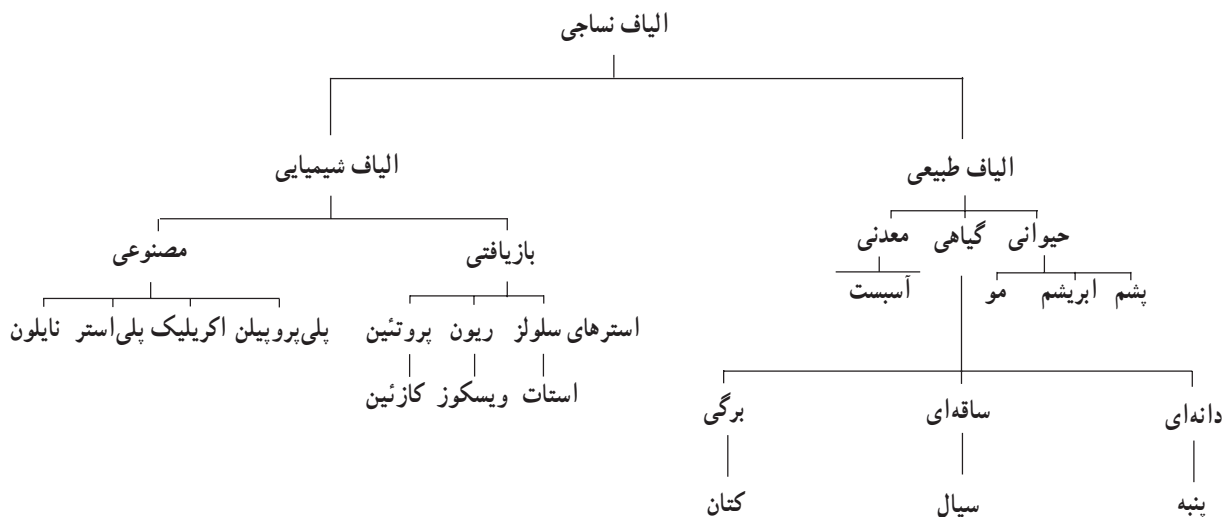 الیاف نساجی
الیاف طبیعی
الیاف شیمیایی
حیوانی گیاهی معدنی
بازیافتی
مصنوعی
پشم ابریشم مو
آسبست
استرهای سلولز ریون پروتئین
پلی‌پروپیلن اکریلیک پلی‌استر نایلون
استات ویسکوز کازئین
دانه‌ای ساقه‌ای برگی
پنبه سیال کتان